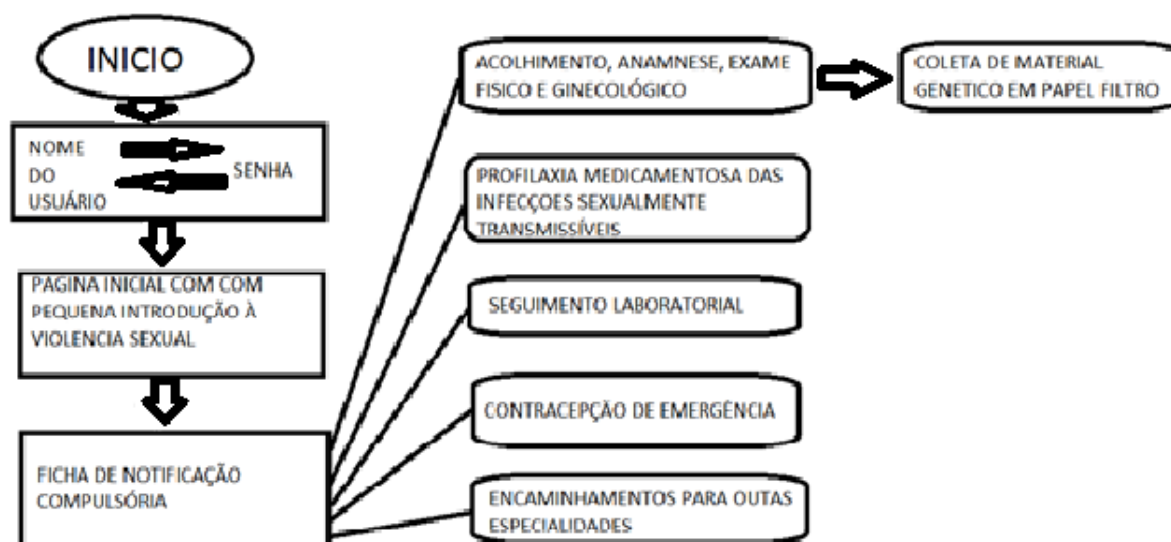 INICIO
NOME
DO
USUÁRIO
SENHA
PAGINA INICIAL COM COM
PEQUENA INTRODUÇÃO À
VIOLENCIA SEXUAL
FICHA DE NOTIFICAÇÃO
COMPULSÓRIA
ACOLHIMENTO, ANAMNESE, EXAME
FISICO E GINECOLÓGICO
COLETA DE MATERIAL
GENETICO EM PAPEL FILTRO
PROFILAXIA MEDICAMENTOSA DAS
INFECÇOES SEXUALMENTE
TRANSMISSÍVEIS
SEGUIMENTO LABORATORIAL
CONTRACEPÇÃO DE EMERGÊNCIA
ENCAMINHAMENTOS PARA OUTAS
ESPECIALIDADES